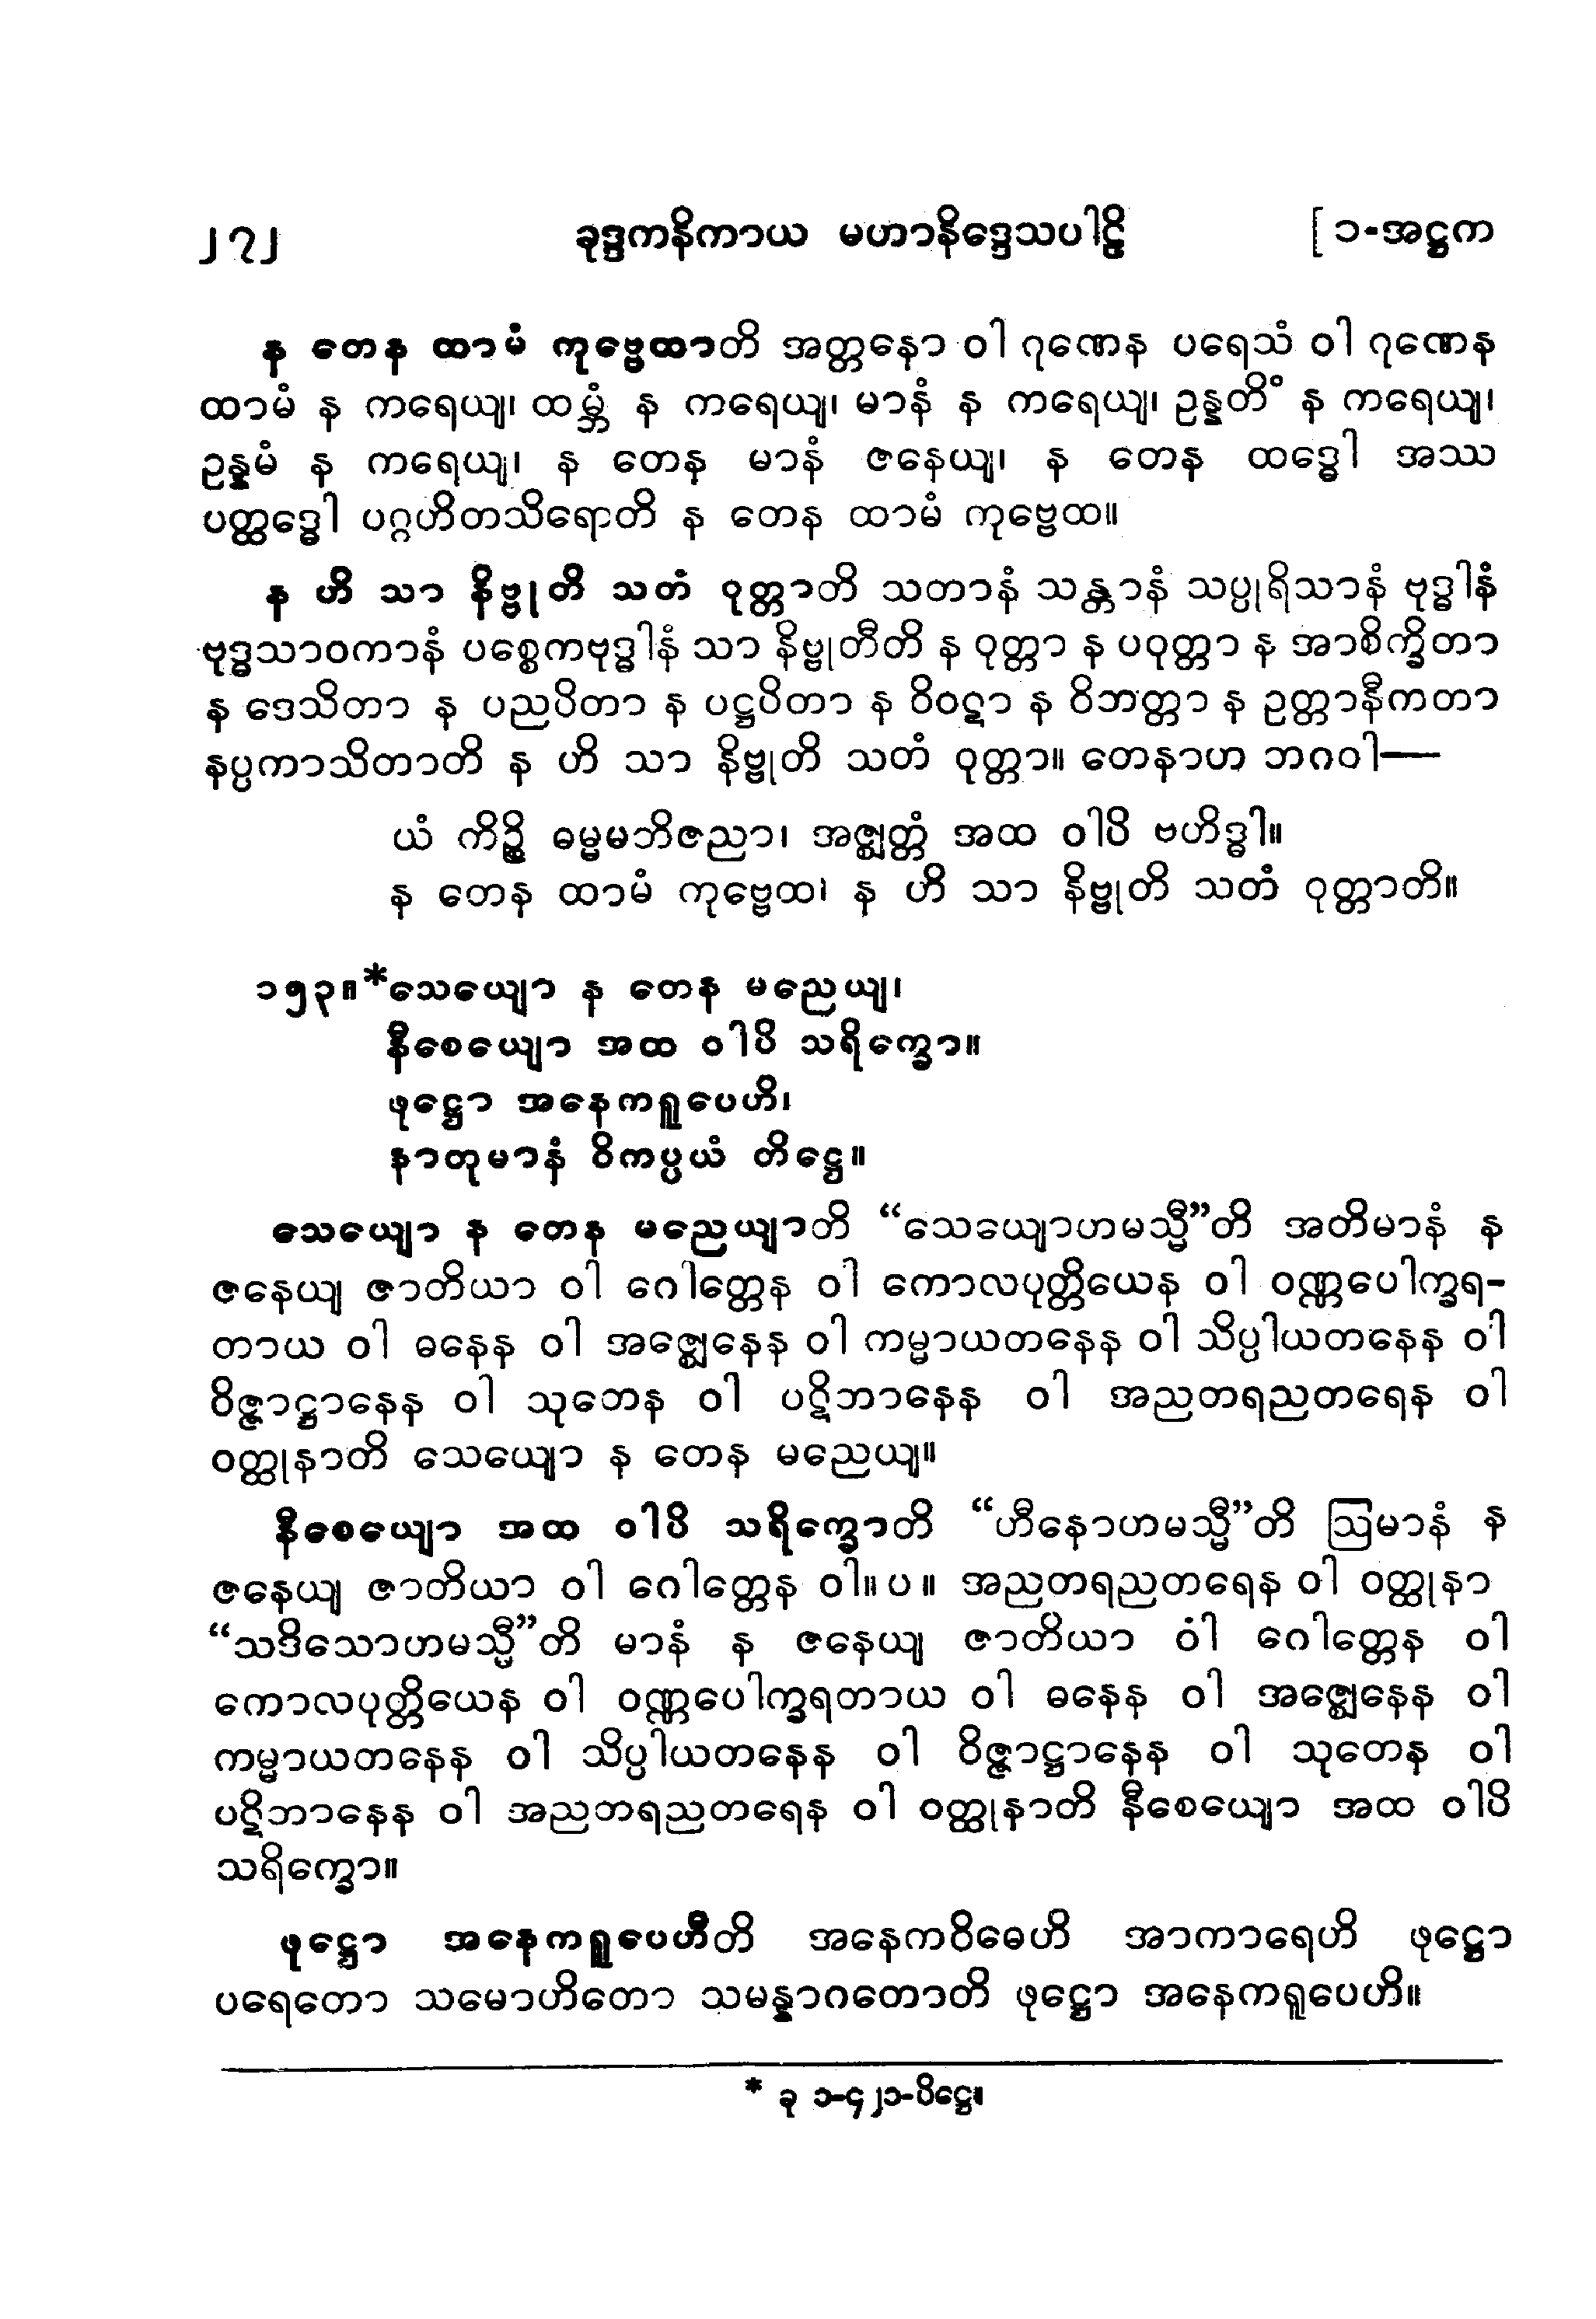 ၂၇၂ ခုဒ္ဒကနိကာယ မဟာနိဒ္ဒေသပါဠိ [ ၁-အဋ္ဌက
န တေန ထာမံ ကုဗ္ဗေထာတိ အတ္တနော ဝါ ဂုဏေန ပရေသံ ဝါ ဂုဏေန
ထာမံ န ကရေယျ၊ ထမ္ဘံ န ကရေယျ၊ မာနံ န ကရေယျ၊ ဥန္နတိံ န ကရေယျ၊
ဥန္နမံ န ကရေယျ၊ န တေန မာနံ ဇနေယျ၊ န တေန ထဒ္ဓေါ အဿ
ပတ္ထဒ္ဓေါ ပဂ္ဂဟိတသိရောတိ န တေန ထာမံ ကုဗ္ဗေထ။
န ဟိ သာ နိဗ္ဗုတိ သတံ ဝုတ္တာတိ သတာနံ သန္တာနံ သပ္ပုရိသာနံ ဗုဒ္ဓါနံ
ဗုဒ္ဓသာဝကာနံ ပစ္စေကဗုဒ္ဓါနံ သာ နိဗ္ဗုတီတိ န ဝုတ္တာ န ပဝုတ္တာ န အာစိက္ခိတာ
န ဒေသိတာ န ပညပိတာ န ပဋ္ဌပိတာ န ဝိဝဋာ န ဝိဘတ္တာ န ဥတ္တာနီကတာ
နပ္ပကာသိတာတိ န ဟိ သာ နိဗ္ဗုတိ သတံ ဝုတ္တာ။ တေနာဟ ဘဂဝါ—
ယံ ကိဉ္စိ ဓမ္မမဘိဇညာ၊ အဇ္ဈတ္တံ အထ ဝါပိ ဗဟိဒ္ဓါ။
န တေန ထာမံ ကုဗ္ဗေထ၊ န ဟိ သာ နိဗ္ဗုတိ သတံ ဝုတ္တာတိ။
၁၅၃။*သေယျော န တေန မညေယျ၊
နီစေယျော အထ ဝါပိ သရိက္ခော။
ဖုဋ္ဌော အနေကရူပေဟိ၊
နာတုမာနံ ဝိကပ္ပယံ တိဋ္ဌေ။
သေယျော န တေန မညေယျာတိ “သေယျောဟမသ္မီ”တိ အတိမာနံ န
ဇနေယျ ဇာတိယာ ဝါ ဂေါတ္တေန ဝါ ကောလပုတ္တိယေန ဝါ ဝဏ္ဏပေါက္ခရ-
တာယ ဝါ ဓနေန ဝါ အဇ္ဈေနေန ဝါ ကမ္မာယတနေန ဝါ သိပ္ပါယတနေန ဝါ
ဝိဇ္ဇာဋ္ဌာနေန ဝါ သုတေန ဝါ ပဋိဘာနေန ဝါ အညတရညတရေန ဝါ
ဝတ္ထုနာတိ သေယျော န တေန မညေယျ။
နီစေယျော အထ ဝါပိ သရိက္ခောတိ “ဟီနောဟမသ္မီ”တိ ဩမာနံ န
ဇနေယျ ဇာတိယာ ဝါ ဂေါတ္တေန ဝါ။ ပ။ အညတရညတရေန ဝါ ဝတ္ထုနာ
“သဒိသောဟမသ္မီ”တိ မာနံ န ဇနေယျ ဇာတိယာ ဝါ ဂေါတ္တေန ဝါ
ကောလပုတ္တိယေန ဝါ ဝဏ္ဏပေါက္ခရတာယ ဝါ ဓနေန ဝါ အဇ္ဈေနေန ဝါ
ကမ္မာယတနေန ဝါ သိပ္ပါယတနေန ဝါ ဝိဇ္ဇာဋ္ဌာနေန ဝါ သုတေန ဝါ
ပဋိဘာနေန ဝါ အညတရညတရေန ဝါ ဝတ္ထုနာတိ နီစေယျော အထ ဝါပိ
သရိက္ခော။
ဖုဋ္ဌော အနေကရူပေဟီတိ အနေကဝိဓေဟိ အာကာရေဟိ ဖုဋ္ဌော
ပရေတော သမောဟိတော သမန္နာဂတောတိ ဖုဋ္ဌော အနေကရူပေဟိ။
* ခု ၁-၄၂၁-ပိဋ္ဌေ။